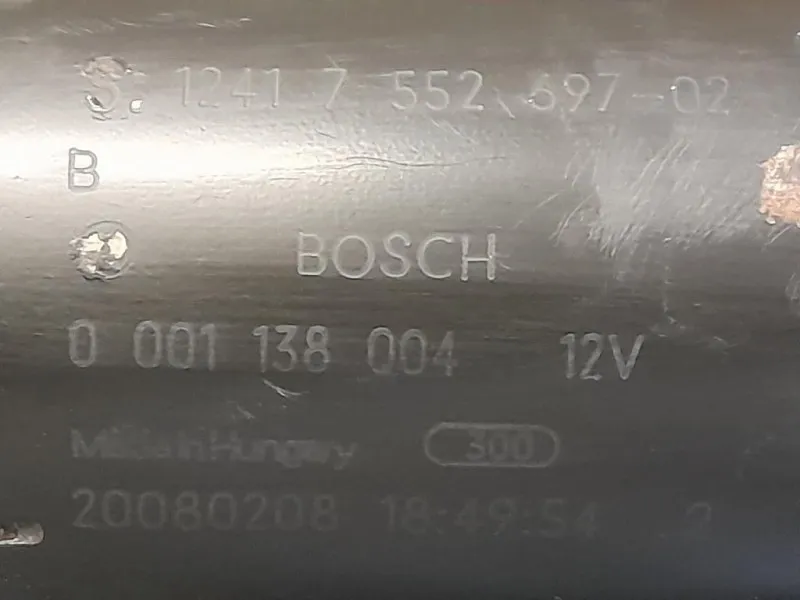 S: 1241 7 552 697-02
B
BOSCH
0 001 138 004 12V
Made in Hungary 300
20080208 18:49:54 2